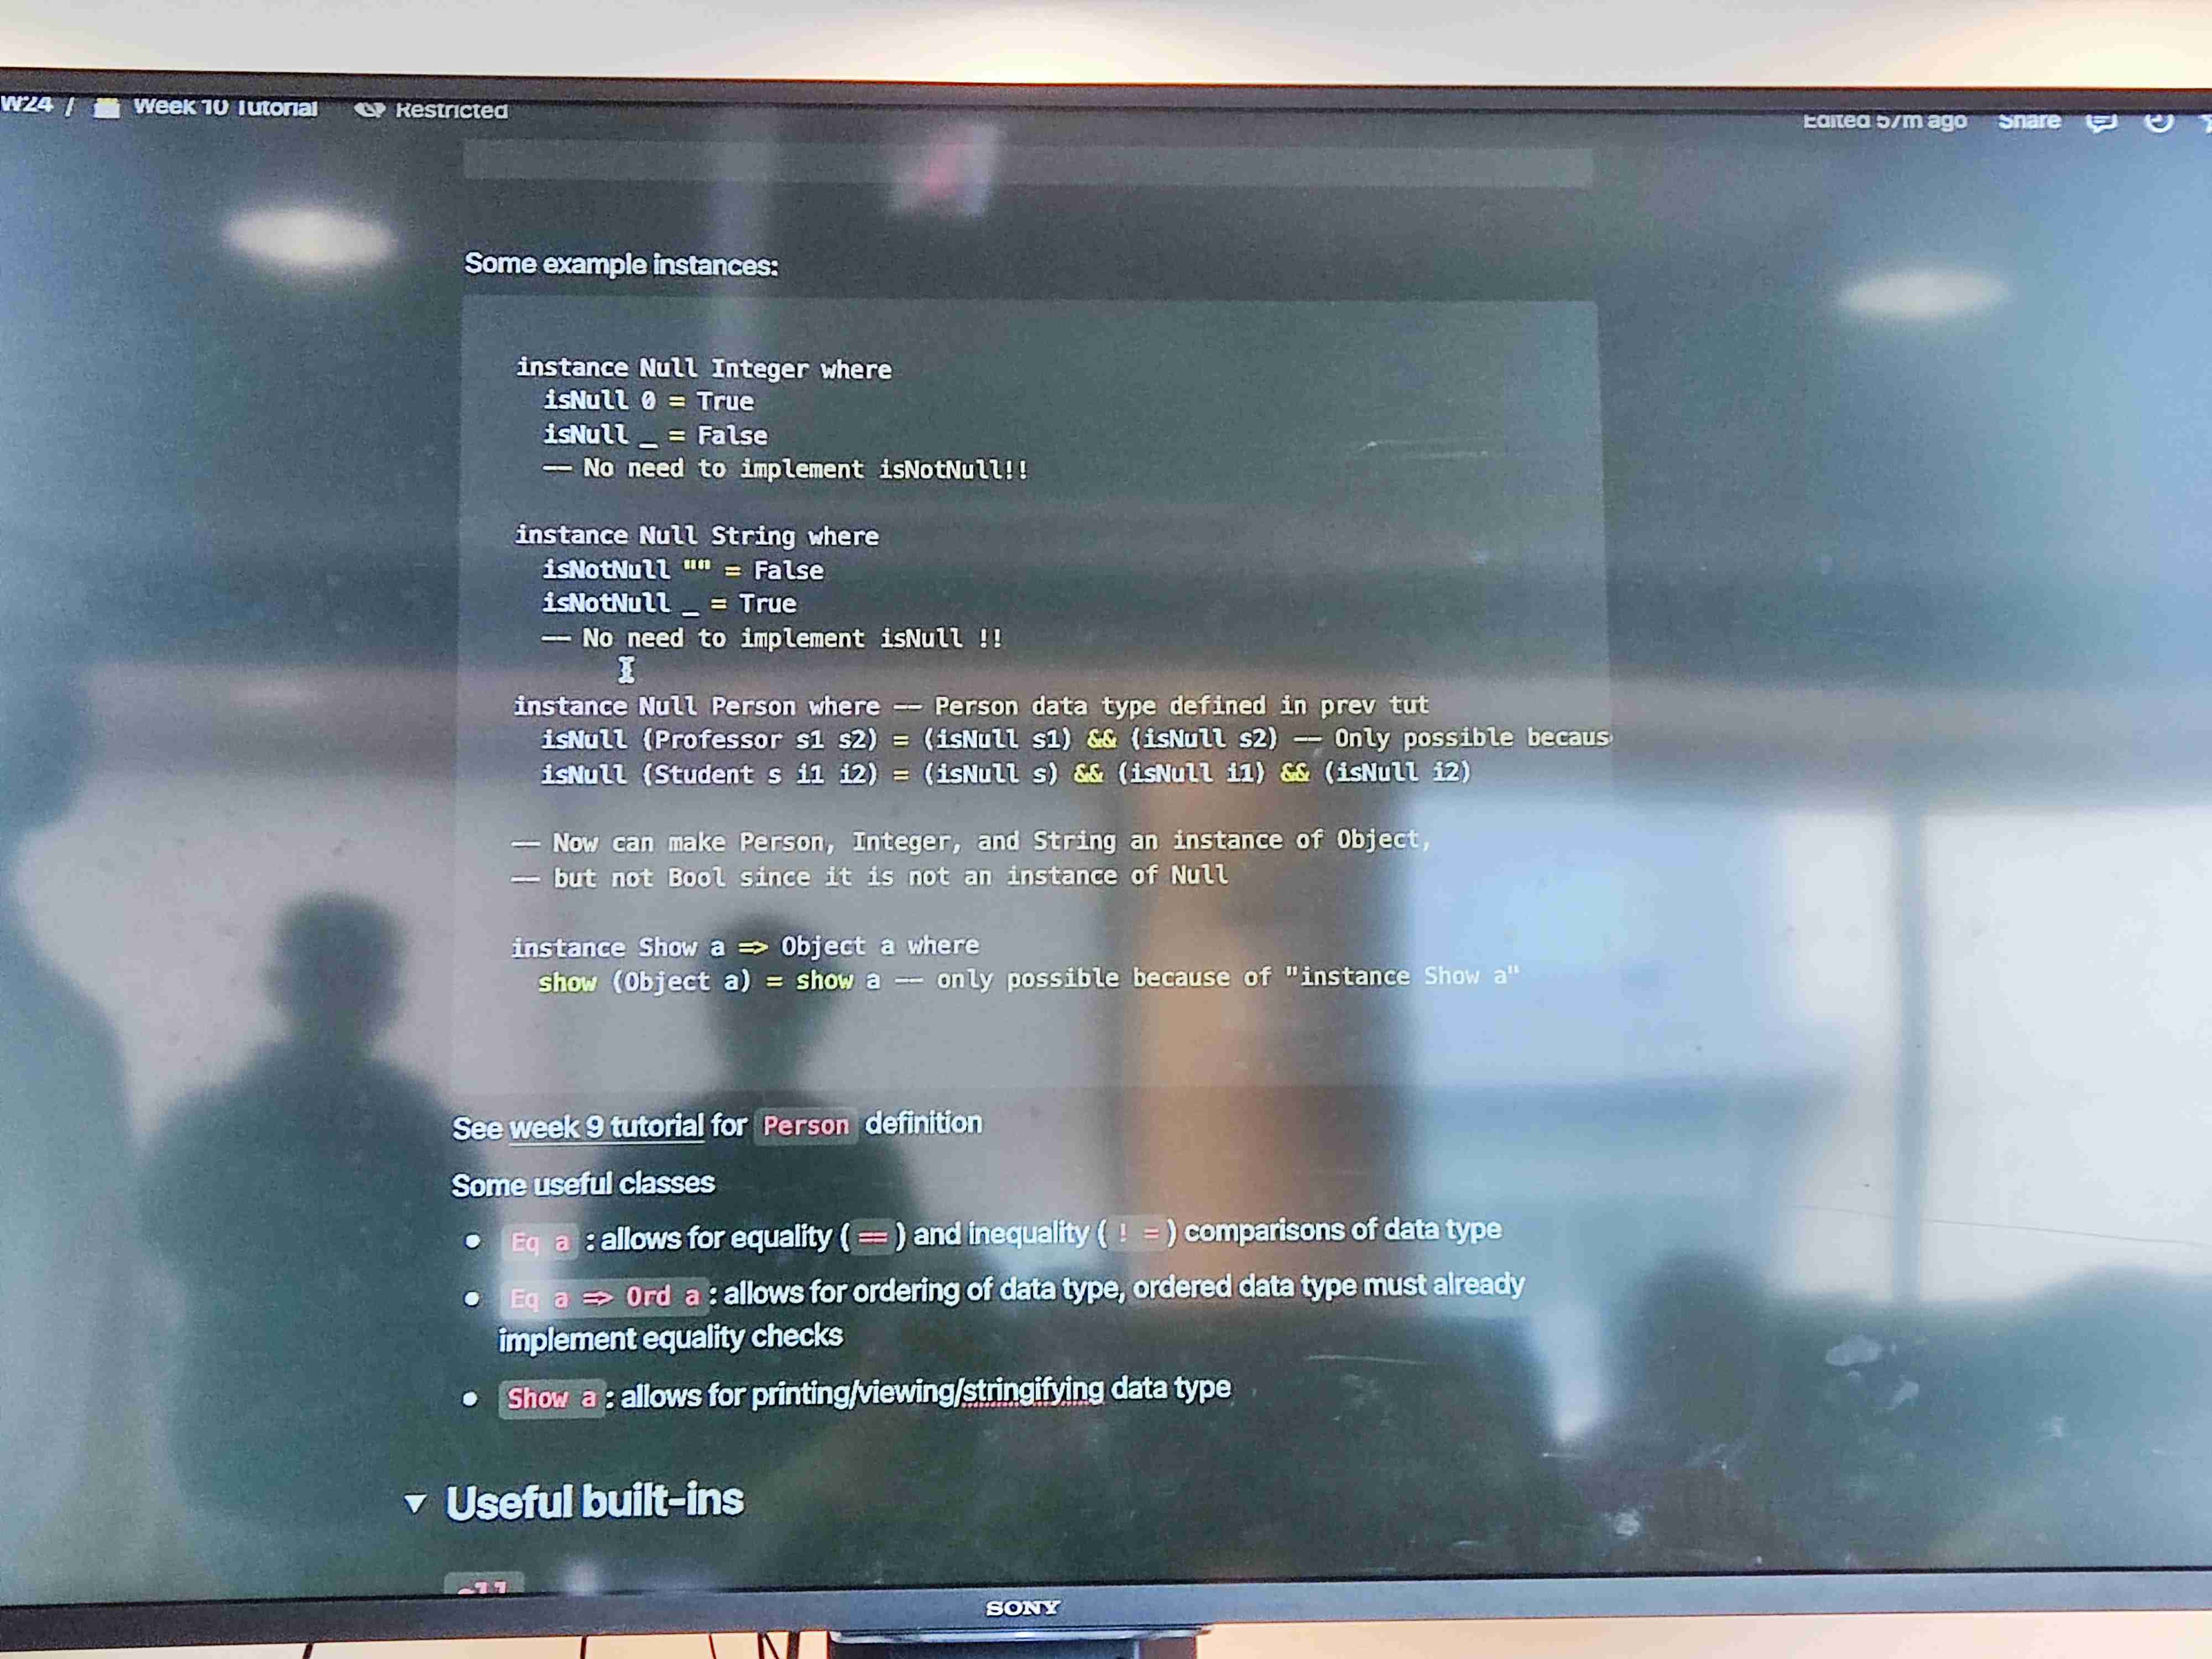 W24 / Week 10 Tutorial Restricted
Edited 57m ago Share
Some example instances:
instance Null Integer where
isNull 0 = True
isNull _ = False
-- No need to implement isNotNull!!
instance Null String where
isNotNull "" = False
isNotNull _ = True
-- No need to implement isNull !!
instance Null Person where -- Person data type defined in prev tut
isNull (Professor s1 s2) = (isNull s1) && (isNull s2) -- Only possible becaus
isNull (Student s i1 i2) = (isNull s) && (isNull i1) && (isNull i2)
-- Now can make Person, Integer, and String an instance of Object,
-- but not Bool since it is not an instance of Null
instance Show a => Object a where
show (Object a) = show a -- only possible because of "instance Show a"
See week 9 tutorial for Person definition
Some useful classes
• Eq a : allows for equality ( == ) and inequality ( ! = ) comparisons of data type
• Eq a => Ord a : allows for ordering of data type, ordered data type must already
implement equality checks
• Show a : allows for printing/viewing/stringifying data type
▼ Useful built-ins
SONY